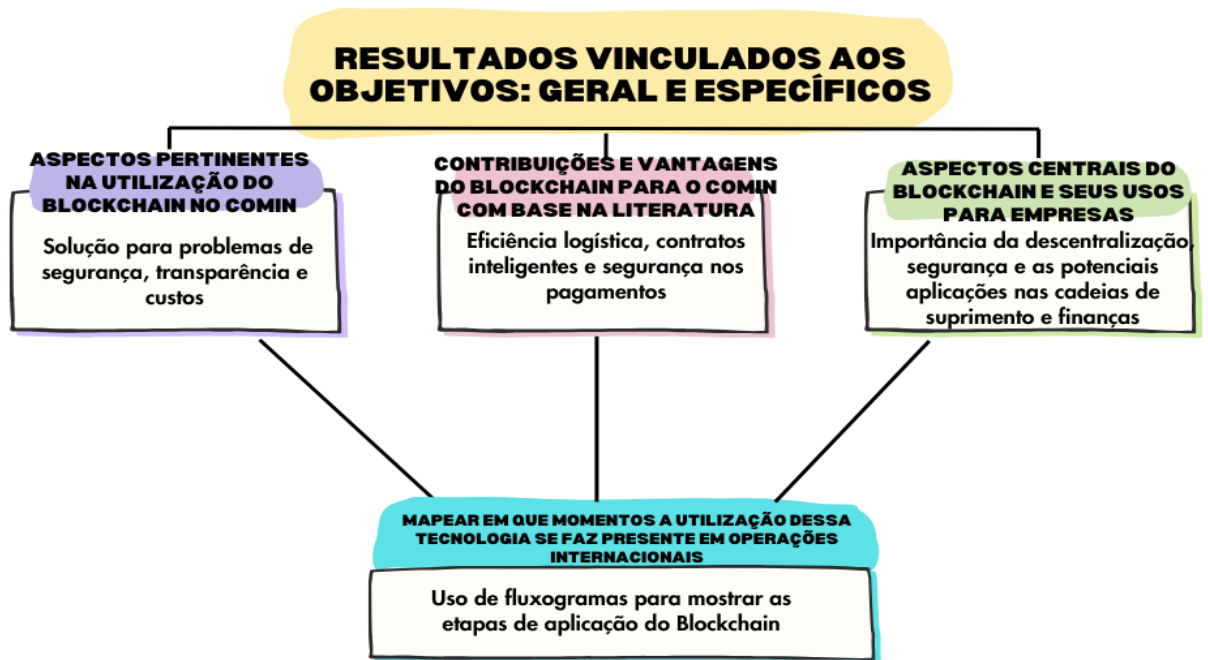 RESULTADOS VINCULADOS AOS
OBJETIVOS: GERAL E ESPECÍFICOS
ASPECTOS PERTINENTES
NA UTILIZAÇÃO DO
BLOCKCHAIN NO COMIN
Solução para problemas de
segurança, transparência e
custos
CONTRIBUIÇÕES E VANTAGENS
DO BLOCKCHAIN PARA O COMIN
COM BASE NA LITERATURA
Eficiência logística, contratos
inteligentes e segurança nos
pagamentos
ASPECTOS CENTRAIS DO
BLOCKCHAIN E SEUS USOS
PARA EMPRESAS
Importância da descentralização,
segurança e as potenciais
aplicações nas cadeias de
suprimento e finanças
MAPEAR EM QUE MOMENTOS A UTILIZAÇÃO DESSA
TECNOLOGIA SE FAZ PRESENTE EM OPERAÇÕES
INTERNACIONAIS
Uso de fluxogramas para mostrar as
etapas de aplicação do Blockchain